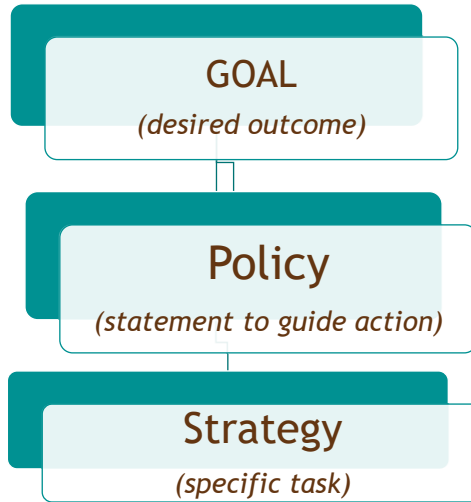 GOAL
(desired outcome)
Policy
(statement to guide action)
Strategy
(specific task)